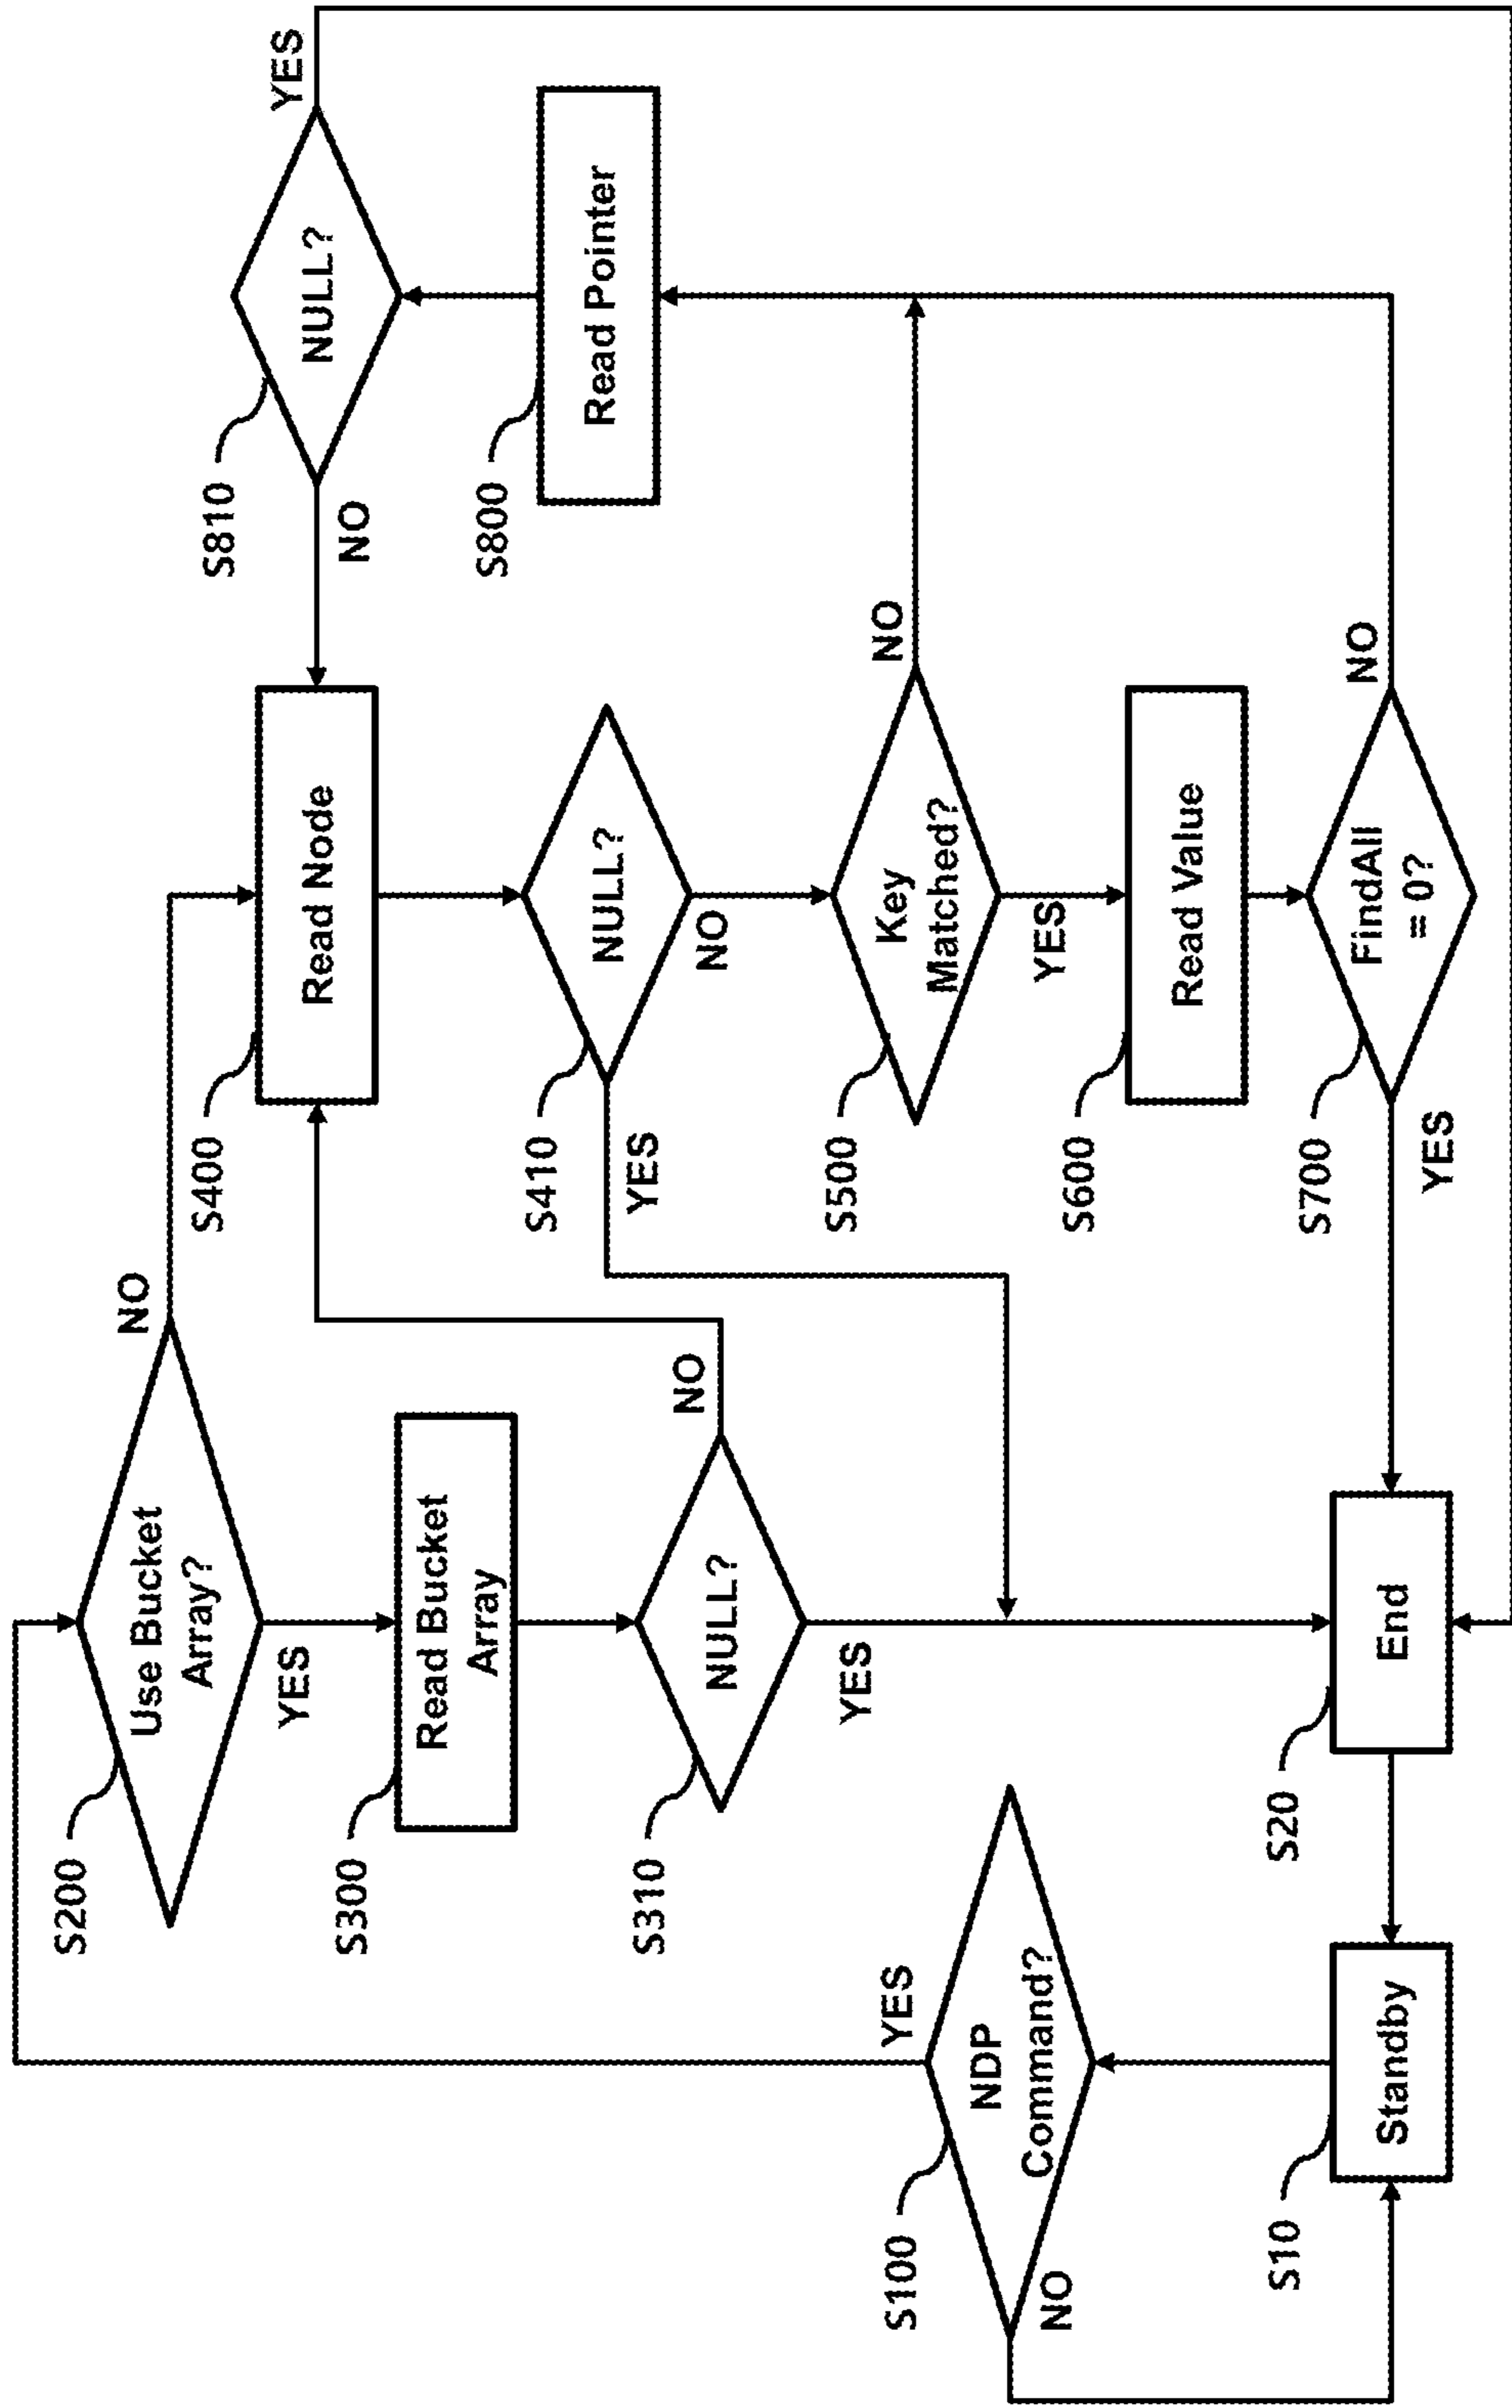 S100
NDP
Command?
YES
NO
S10
Standby
S200
Use Bucket
Array?
NO
YES
S300
Read Bucket
Array
S310
NULL?
NO
YES
S20
End
S400
Read Node
S410
NULL?
YES
NO
S500
Key
Matched?
NO
YES
S600
Read Value
S700
FindAll
= 0?
NO
YES
S810
NULL?
YES
NO
S800
Read Pointer